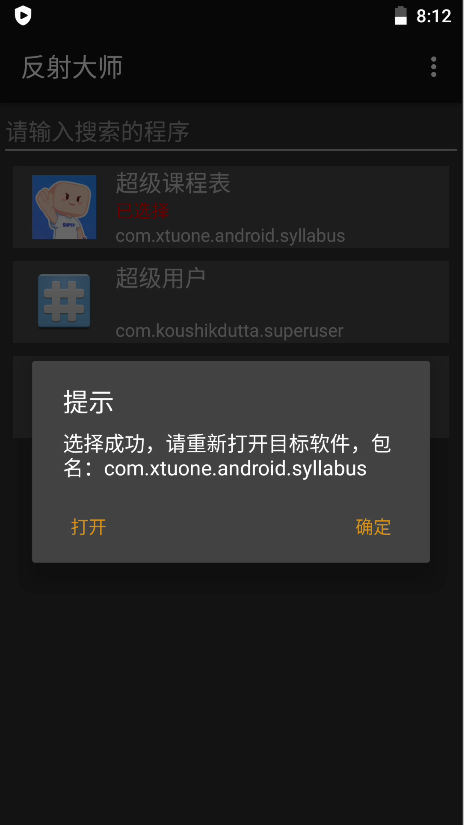 8:12
反射大师
请输入搜索的程序
超级课程表
已选择
com.xtuone.android.syllabus
超级用户
com.koushikdutta.superuser
提示
选择成功，请重新打开目标软件，包
名：com.xtuone.android.syllabus
打开
确定